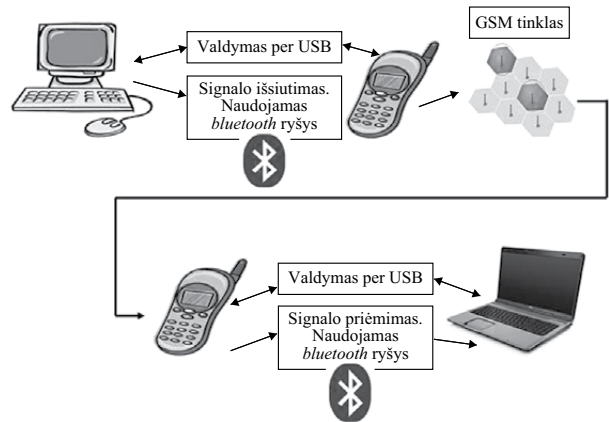 GSM tinklas
Valdymas per USB
Signalo išsiutimas.
Naudojamas
bluetooth ryšys
Valdymas per USB
Signalo priėmimas.
Naudojamas
bluetooth ryšys